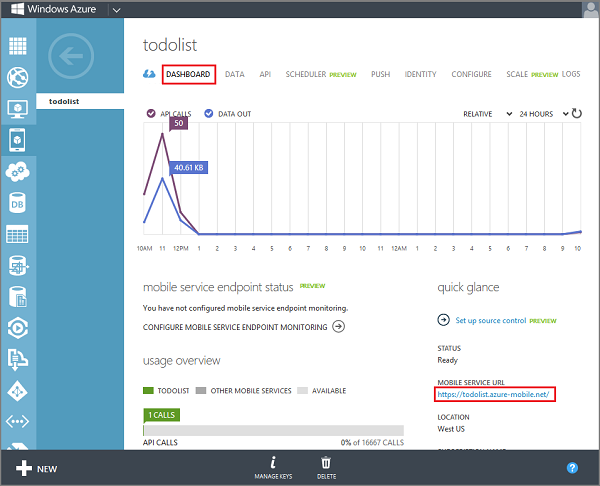 Windows Azure
todolist
todolist
DASHBOARD DATA API SCHEDULER PREVIEW PUSH IDENTITY CONFIGURE SCALE PREVIEW LOGS
API CALLS DATA OUT RELATIVE 24 HOURS
50
40.61 KB
10AM 11 12PM 1 2 3 4 5 6 7 8 9 10 11 12AM 1 2 3 4 5 6 7 8 9 10
mobile service endpoint status PREVIEW
You have not configured mobile service endpoint monitoring.
CONFIGURE MOBILE SERVICE ENDPOINT MONITORING
usage overview
TODOLIST OTHER MOBILE SERVICES AVAILABLE
1 CALLS
API CALLS 0% of 16667 CALLS
quick glance
Set up source control PREVIEW
STATUS
Ready
MOBILE SERVICE URL
https://todolist.azure-mobile.net/
LOCATION
West US
DB
NEW
MANAGE KEYS
DELETE
?